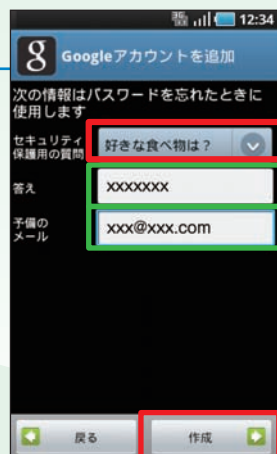 3G 12:34
g Googleアカウントを追加
次の情報はパスワードを忘れたときに
使用します
セキュリティ
保護用の質問
好きな食べ物は？
答え
xxxxxxx
予備の
メール
xxx@xxx.com
戻る
作成